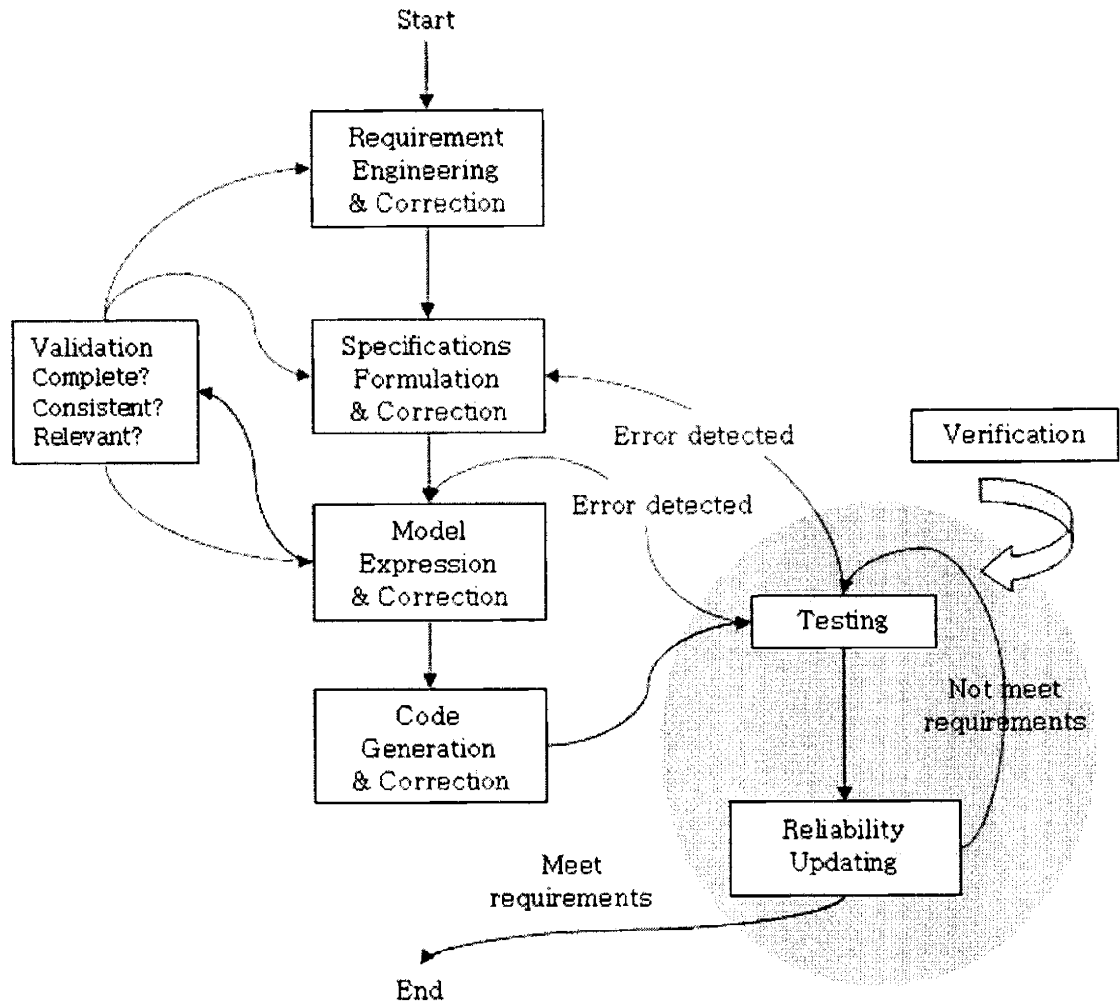 Start
Requirement
Engineering
& Correction
Validation
Complete?
Consistent?
Relevant?
Specifications
Formulation
& Correction
Error detected
Verification
Error detected
Model
Expression
& Correction
Testing
Code
Generation
& Correction
Not meet
requirements
Reliability
Updating
Meet
requirements
End